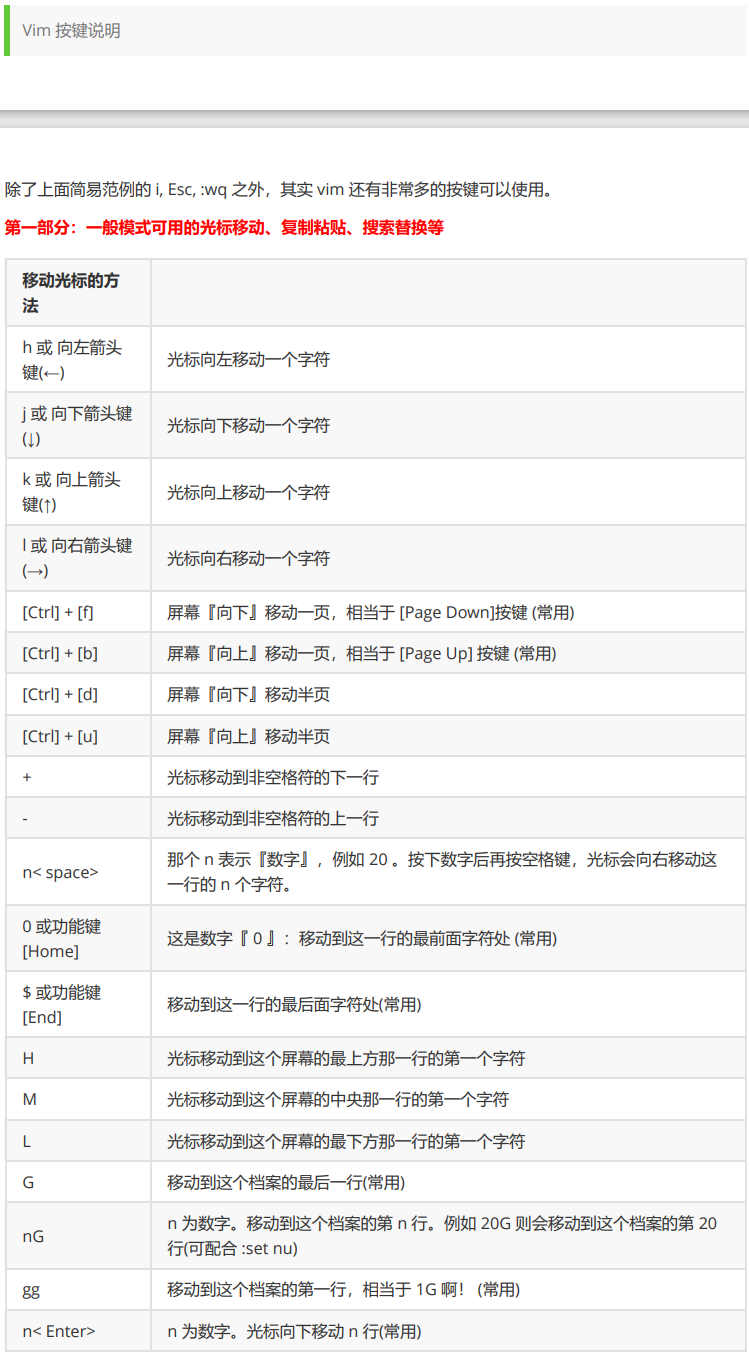 Vim 按键说明
除了上面简易范例的 i, Esc, :wq 之外，其实 vim 还有非常多的按键可以使用。
第一部分：一般模式可用的光标移动、复制粘贴、搜索替换等
移动光标的方
法
h 或 向左箭头
键(←)
光标向左移动一个字符
j 或 向下箭头键
(↓)
光标向下移动一个字符
k 或 向上箭头
键(↑)
光标向上移动一个字符
l 或 向右箭头键
(→)
光标向右移动一个字符
[Ctrl] + [f]
屏幕『向下』移动一页，相当于 [Page Down]按键 (常用)
[Ctrl] + [b]
屏幕『向上』移动一页，相当于 [Page Up] 按键 (常用)
[Ctrl] + [d]
屏幕『向下』移动半页
[Ctrl] + [u]
屏幕『向上』移动半页
+
光标移动到非空格符的下一行
-
光标移动到非空格符的上一行
n< space>
那个 n 表示『数字』，例如 20 。按下数字后再按空格键，光标会向右移动这
一行的 n 个字符。
0 或功能键
[Home]
这是数字『 0 』：移动到这一行的最前面字符处 (常用)
$ 或功能键
[End]
移动到这一行的最后面字符处(常用)
H
光标移动到这个屏幕的最上方那一行的第一个字符
M
光标移动到这个屏幕的中央那一行的第一个字符
L
光标移动到这个屏幕的最下方那一行的第一个字符
G
移动到这个档案的最后一行(常用)
nG
n 为数字。移动到这个档案的第 n 行。例如 20G 则会移动到这个档案的第 20
行(可配合 :set nu)
gg
移动到这个档案的第一行，相当于 1G 啊！ (常用)
n< Enter>
n 为数字。光标向下移动 n 行(常用)